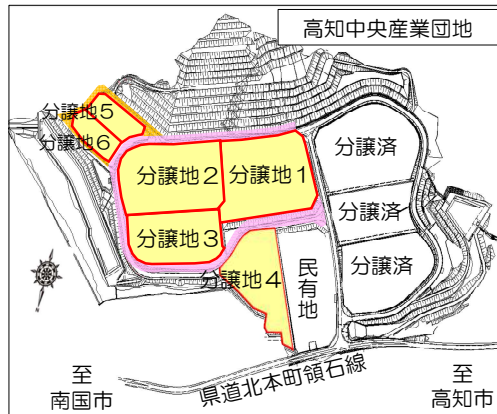 高知中央産業団地
分譲地5
分譲地6
分譲地2
分譲地1
分譲地3
分譲地4
分譲済
分譲済
分譲済
民有地
県道北本町領石線
至
南国市
至
高知市